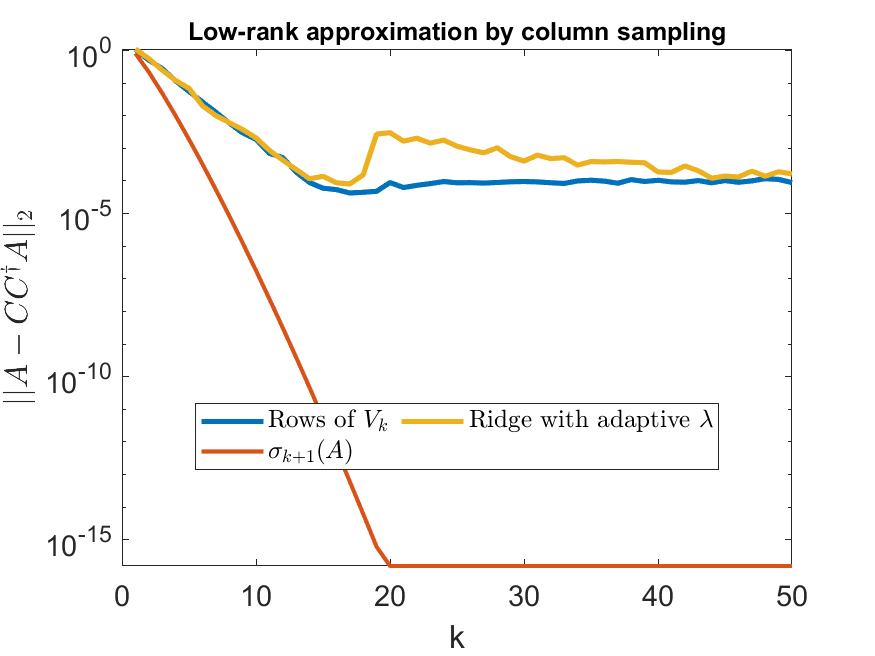 Low-rank approximation by column sampling
10^0
10^-5
10^-10
10^-15
||A − CC^†A||_2
Rows of V_k
Ridge with adaptive λ
σ_{k+1}(A)
0 10 20 30 40 50
k